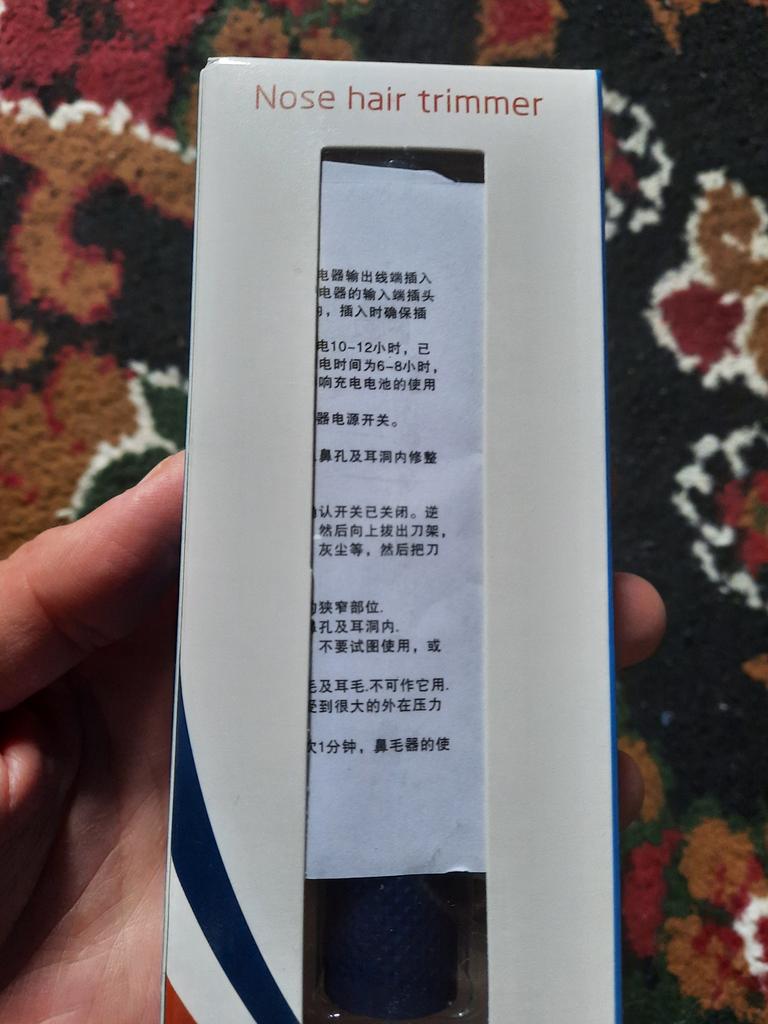 Nose hair trimmer
电器输出线端插入
电器的输入端插头
，插入时确保插
电10-12小时，已
电时间为6-8小时，
响充电电池的使用
器电源开关。
鼻孔及耳洞内修整
认开关已关闭。逆
然后向上拔出刀架，
灰尘等，然后把刀
狭窄部位.
孔及耳洞内.
不要试图使用，或
毛及耳毛.不可作它用.
受到很大的外在压力
次1分钟，鼻毛器的使